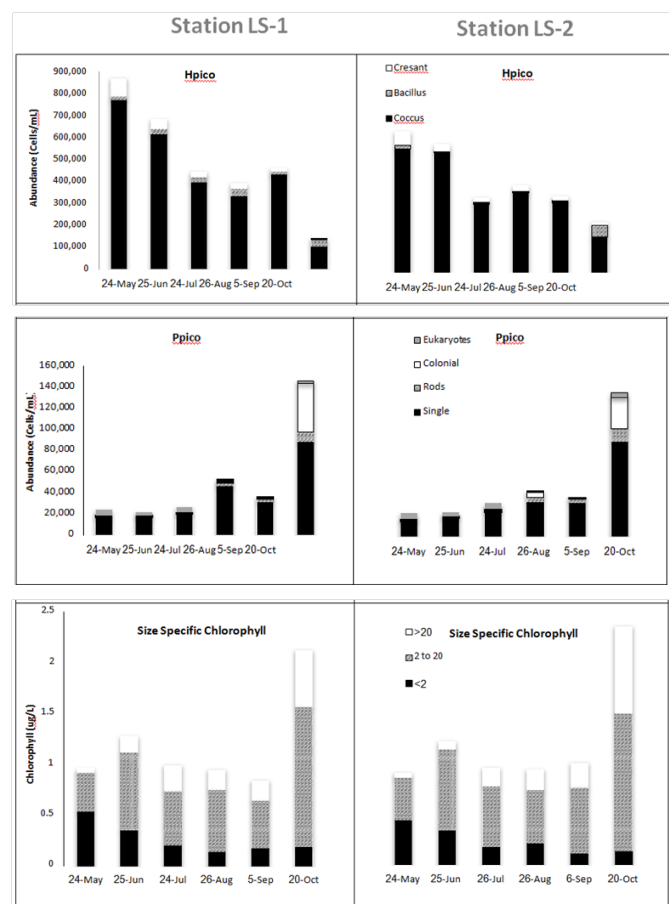 Station LS-1
Station LS-2
Hpico
Abundance (Cells/mL)
900,000
800,000
700,000
600,000
500,000
400,000
300,000
200,000
100,000
0
24-May 25-Jun 24-Jul 26-Aug 5-Sep 20-Oct
Cresant
Hpico
Bacillus
Coccus
24-May 25-Jun 24-Jul 26-Aug 5-Sep 20-Oct
Ppico
Abundance (Cells/mL)
160,000
140,000
120,000
100,000
80,000
60,000
40,000
20,000
0
24-May 25-Jun 24-Jul 26-Aug 5-Sep 20-Oct
Eukaryotes
Ppico
Colonial
Rods
Single
24-May 25-Jun 24-Jul 26-Aug 5-Sep 20-Oct
Size Specific Chlorophyll
Chlorophyll (ug/L)
2.5
2
1.5
1
0.5
0
24-May 25-Jun 24-Jul 26-Aug 5-Sep 20-Oct
>20
Size Specific Chlorophyll
2 to 20
<2
24-May 25-Jun 26-Jul 26-Aug 6-Sep 20-Oct